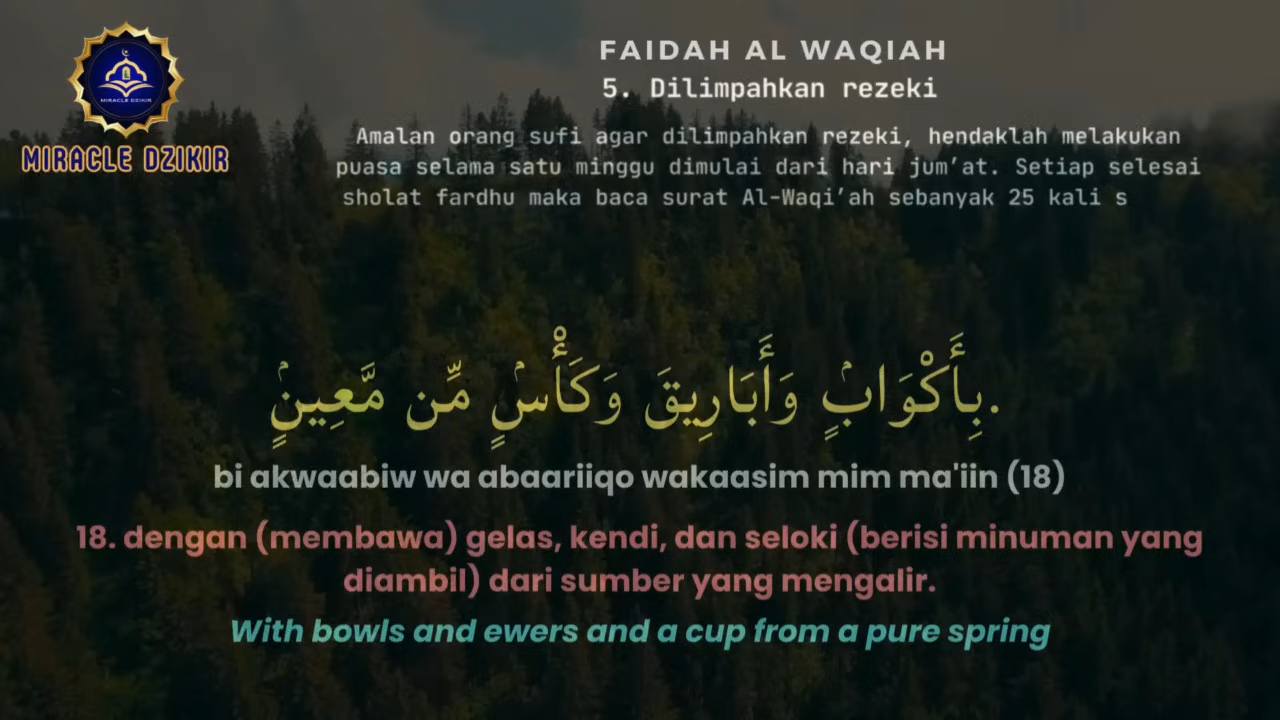 FAIDAH AL WAQIAH
5. Dilimpahkan rezeki
Amalan orang sufi agar dilimpahkan rezeki, hendaklah melakukan
puasa selama satu minggu dimulai dari hari jum’at. Setiap selesai
sholat fardhu maka baca surat Al-Waqi’ah sebanyak 25 kali s
MIRACLE DZIKIR
MIRACLE DZIKIR
.بِأَكْوَابٍۢ وَأَبَارِيقَ وَكَأْسٍۢ مِّن مَّعِينٍۢ
bi akwaabiw wa abaariiqo wakaasim mim ma'iin (18)
18. dengan (membawa) gelas, kendi, dan seloki (berisi minuman yang
diambil) dari sumber yang mengalir.
With bowls and ewers and a cup from a pure spring